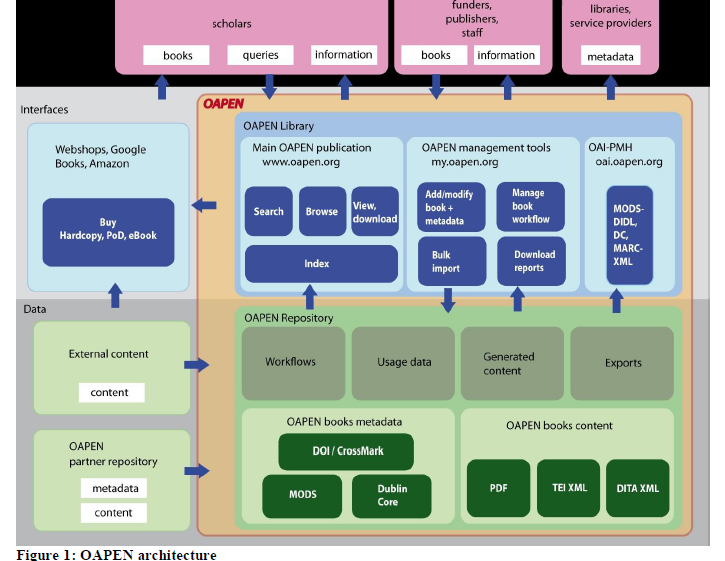 scholars
books
queries
information
funders,
publishers,
staff
books
information
libraries,
service providers
metadata
Interfaces
OAPEN
Webshops, Google
Books, Amazon
Buy
Hardcopy, PoD, eBook
OAPEN Library
Main OAPEN publication
www.oapen.org
Search
Browse
View,
download
Index
OAPEN management tools
my.oapen.org
Add/modify
book +
metadata
Manage
book
workflow
Bulk
import
Download
reports
OAI-PMH
oai.oapen.org
MODS-
DIDL,
DC,
MARC-
XML
Data
External content
content
OAPEN
partner repository
metadata
content
OAPEN Repository
Workflows
Usage data
Generated
content
Exports
OAPEN books metadata
DOI / CrossMark
MODS
Dublin
Core
OAPEN books content
PDF
TEI XML
DITA XML
Figure 1: OAPEN architecture